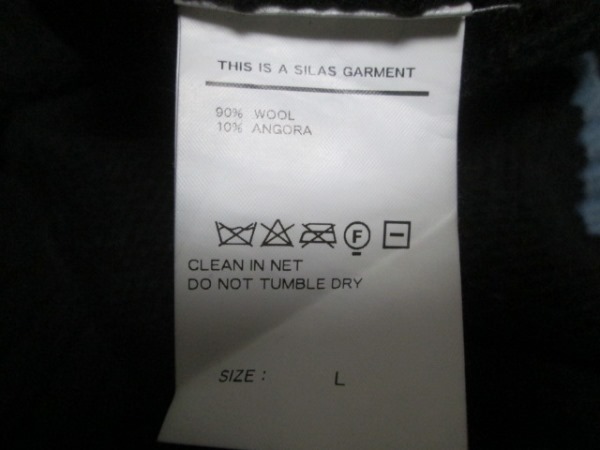 THIS IS A SILAS GARMENT
90% WOOL
10% ANGORA
F
CLEAN IN NET
DO NOT TUMBLE DRY
SIZE : L